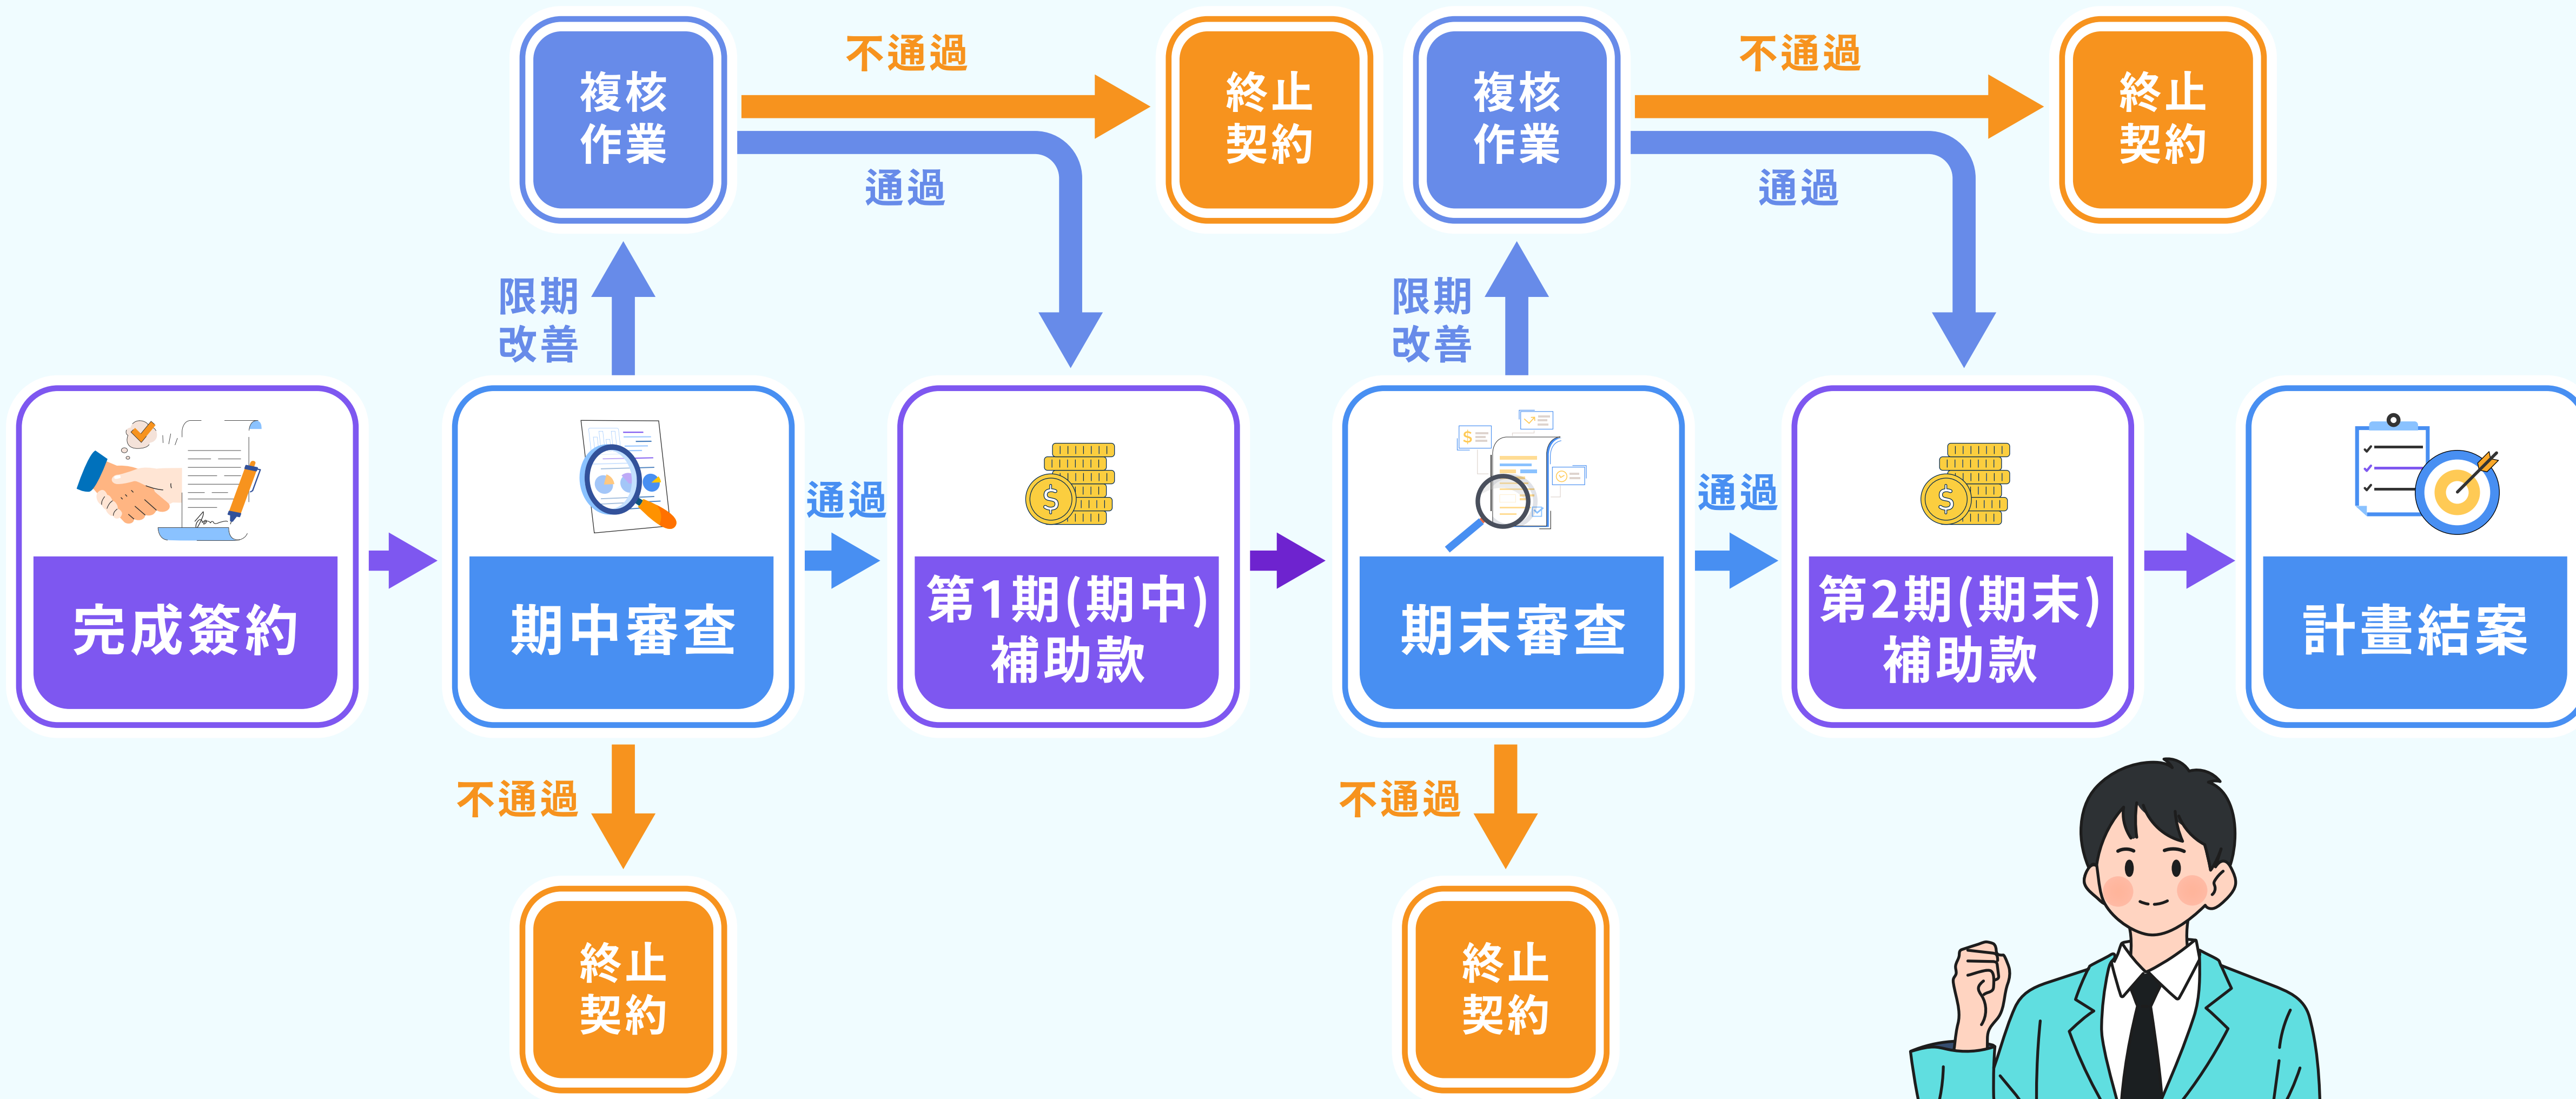 複核
作業
不通過
通過
終止
契約
複核
作業
不通過
通過
終止
契約
限期
改善
限期
改善
完成簽約
期中審查
通過
第1期(期中)
補助款
期末審查
通過
第2期(期末)
補助款
計畫結案
不通過
不通過
終止
契約
終止
契約